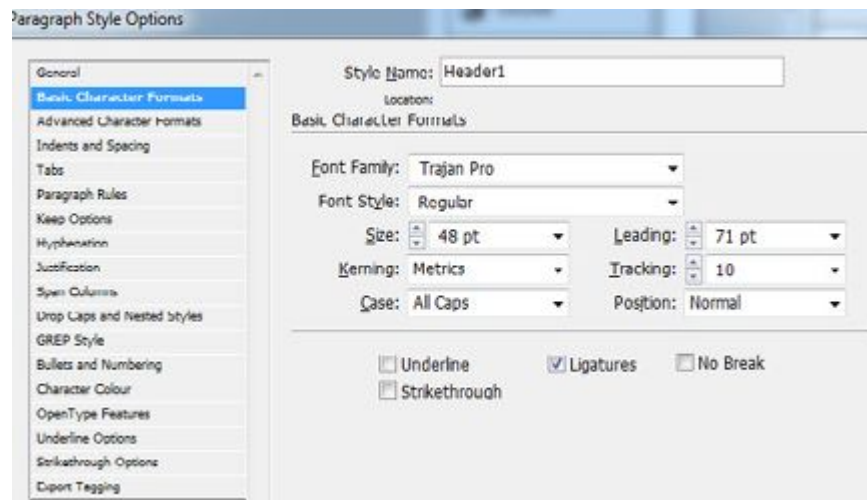 Paragraph Style Options
General
Basic Character Formats
Advanced Character Formats
Indents and Spacing
Tabs
Paragraph Rules
Keep Options
Hyphenation
Justification
Span Columns
Drop Caps and Nested Styles
GREP Style
Bullets and Numbering
Character Colour
OpenType Features
Underline Options
Strikethrough Options
Export Tagging
Style Name: Header1
Location:
Basic Character Formats
Font Family: Trajan Pro
Font Style: Regular
Size: 48 pt Leading: 71 pt
Kerning: Metrics Tracking: 10
Case: All Caps Position: Normal
Underline Ligatures No Break
Strikethrough